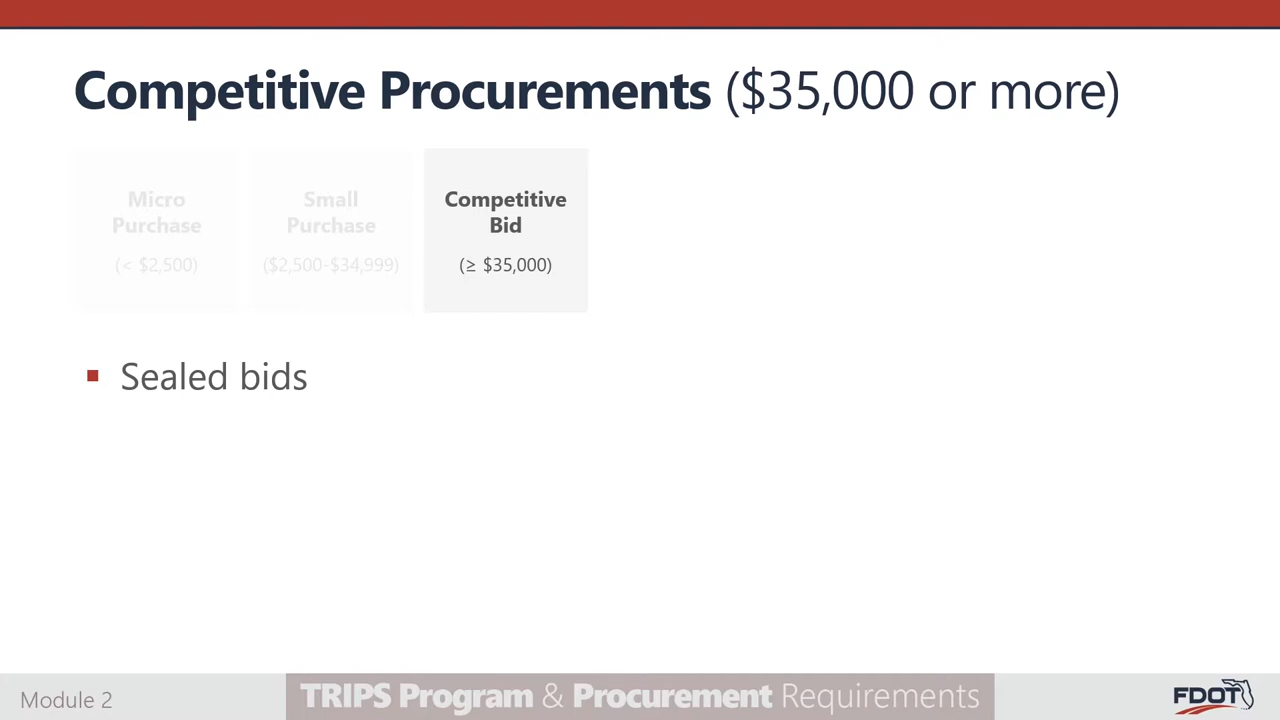 Competitive Procurements ($35,000 or more)
Micro
Purchase
(< $2,500)
Small
Purchase
($2,500-$34,999)
Competitive
Bid
(≥ $35,000)
▪ Sealed bids
Module 2
TRIPS Program & Procurement Requirements
FDOT